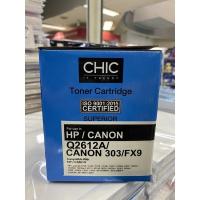 CHIC
Toner Cartridge
ISO 9001:2015
CERTIFIED
SUPERIOR
HP / CANON
Q2612A/
CANON 303/FX9